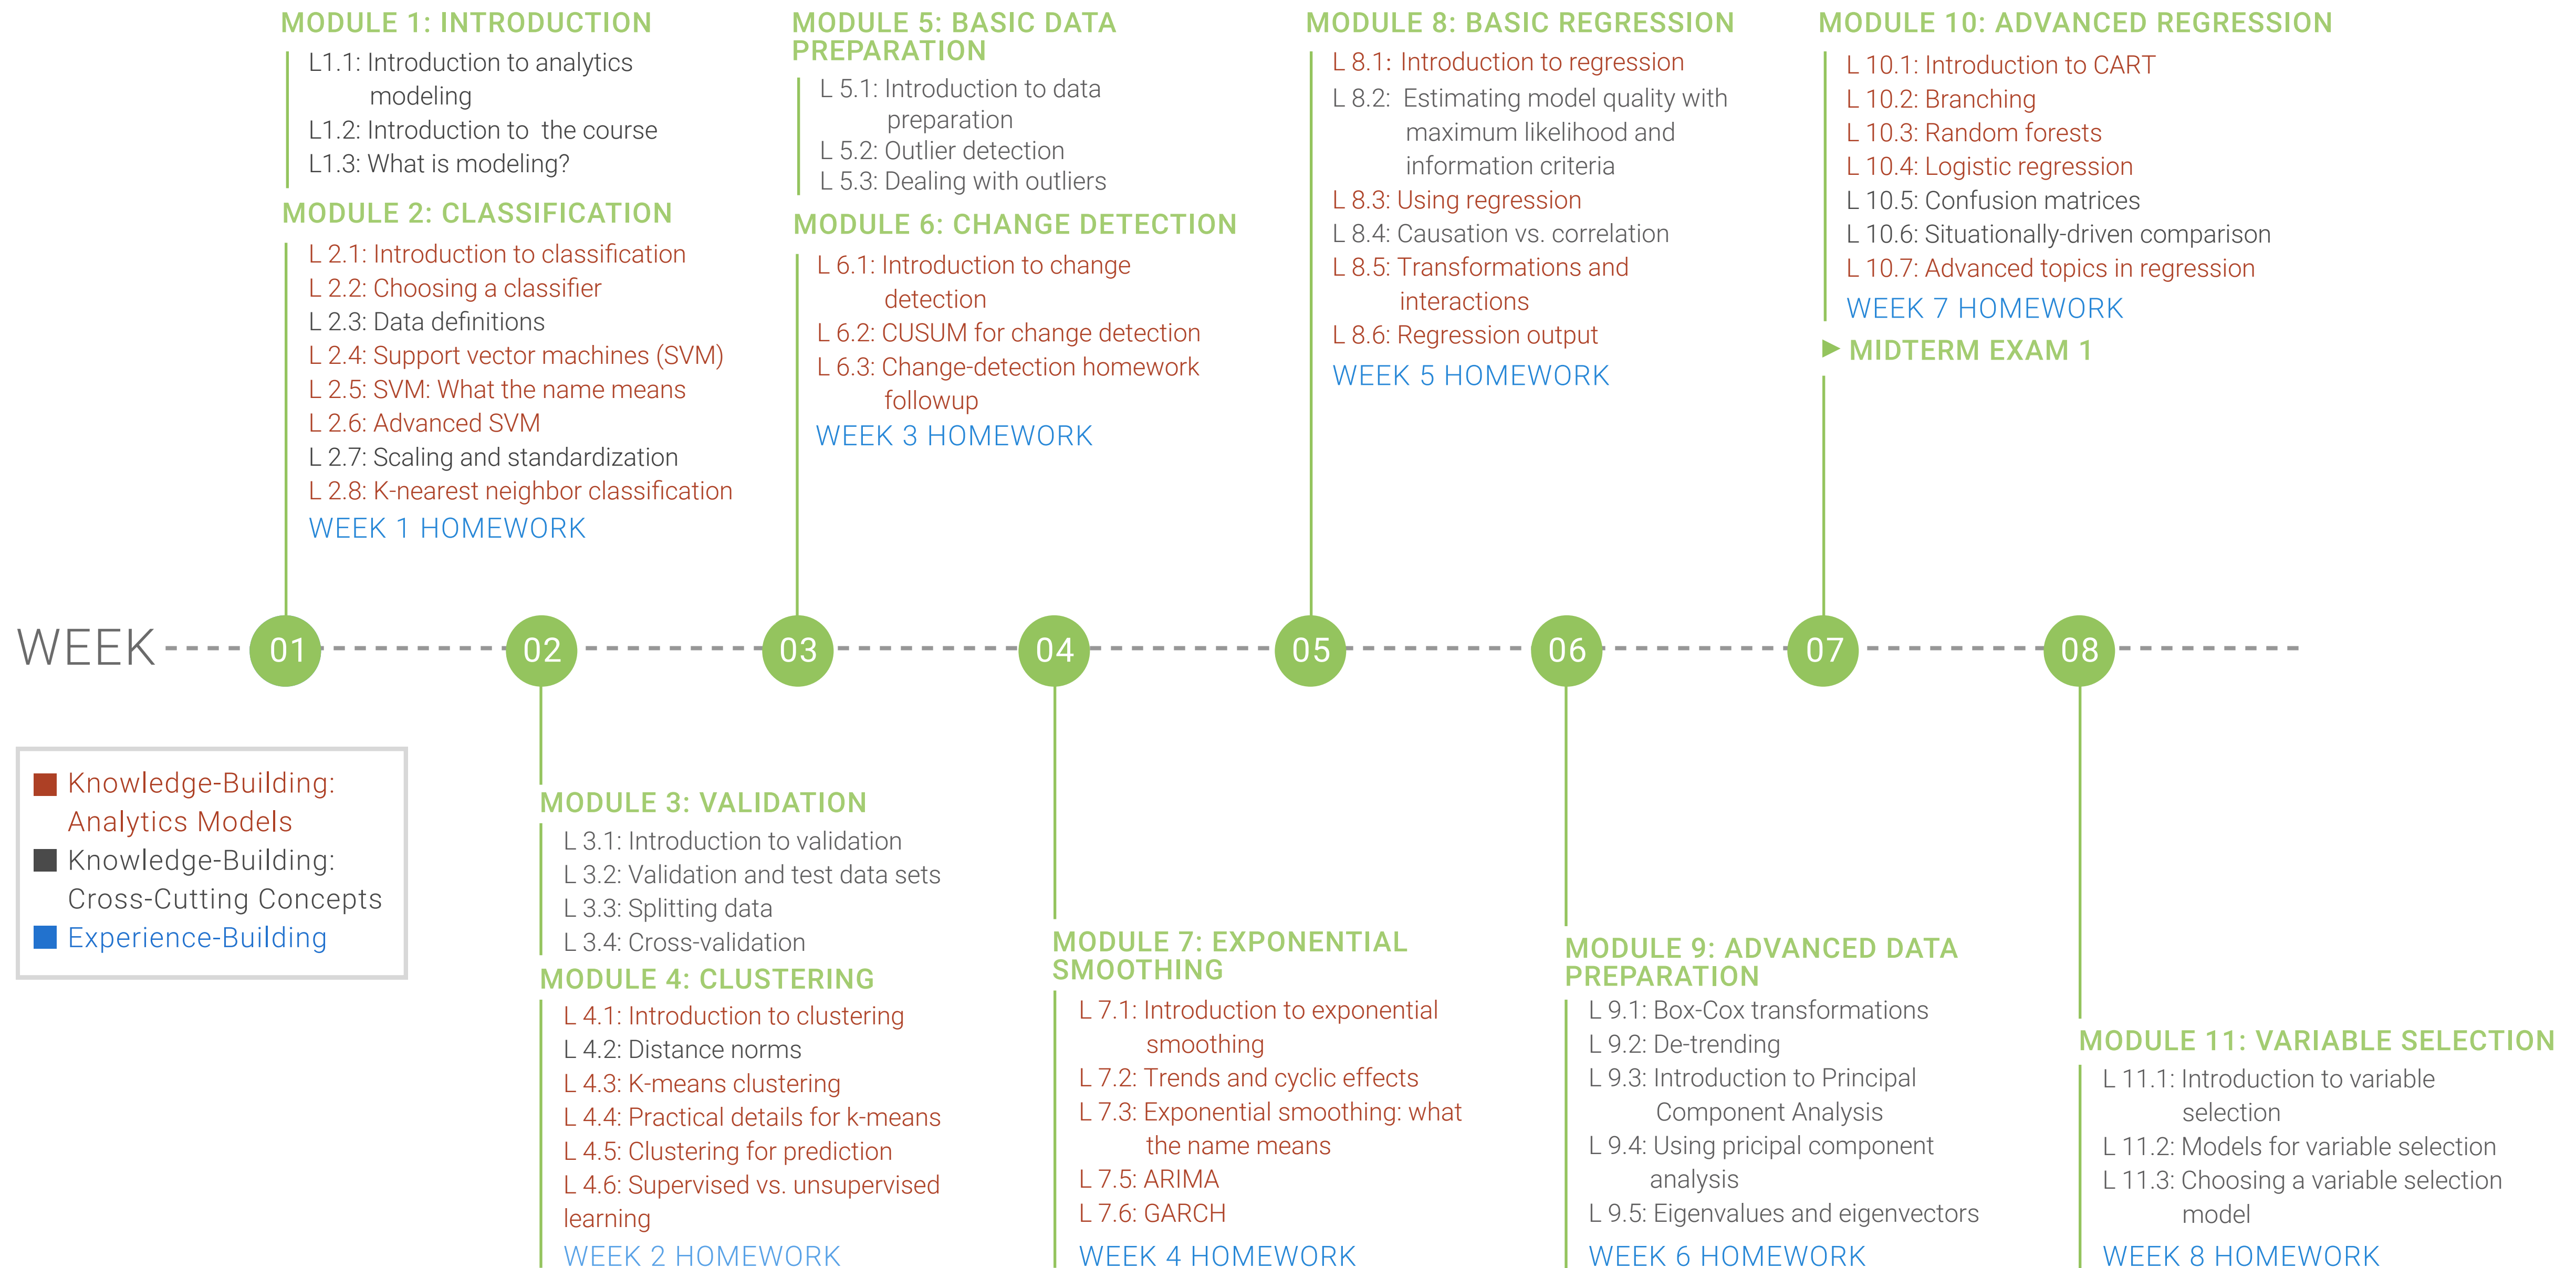 MODULE 1: INTRODUCTION
L1.1: Introduction to analytics
modeling
L1.2: Introduction to the course
L1.3: What is modeling?
MODULE 2: CLASSIFICATION
L 2.1: Introduction to classification
L 2.2: Choosing a classifier
L 2.3: Data definitions
L 2.4: Support vector machines (SVM)
L 2.5: SVM: What the name means
L 2.6: Advanced SVM
L 2.7: Scaling and standardization
L 2.8: K-nearest neighbor classification
WEEK 1 HOMEWORK
MODULE 5: BASIC DATA
PREPARATION
L 5.1: Introduction to data
preparation
L 5.2: Outlier detection
L 5.3: Dealing with outliers
MODULE 6: CHANGE DETECTION
L 6.1: Introduction to change
detection
L 6.2: CUSUM for change detection
L 6.3: Change-detection homework
followup
WEEK 3 HOMEWORK
MODULE 8: BASIC REGRESSION
L 8.1: Introduction to regression
L 8.2: Estimating model quality with
maximum likelihood and
information criteria
L 8.3: Using regression
L 8.4: Causation vs. correlation
L 8.5: Transformations and
interactions
L 8.6: Regression output
WEEK 5 HOMEWORK
MODULE 10: ADVANCED REGRESSION
L 10.1: Introduction to CART
L 10.2: Branching
L 10.3: Random forests
L 10.4: Logistic regression
L 10.5: Confusion matrices
L 10.6: Situationally-driven comparison
L 10.7: Advanced topics in regression
WEEK 7 HOMEWORK
MIDTERM EXAM 1
WEEK 01 02 03 04 05 06 07 08
Knowledge-Building:
Analytics Models
Knowledge-Building:
Cross-Cutting Concepts
Experience-Building
MODULE 3: VALIDATION
L 3.1: Introduction to validation
L 3.2: Validation and test data sets
L 3.3: Splitting data
L 3.4: Cross-validation
MODULE 4: CLUSTERING
L 4.1: Introduction to clustering
L 4.2: Distance norms
L 4.3: K-means clustering
L 4.4: Practical details for k-means
L 4.5: Clustering for prediction
L 4.6: Supervised vs. unsupervised
learning
WEEK 2 HOMEWORK
MODULE 7: EXPONENTIAL
SMOOTHING
L 7.1: Introduction to exponential
smoothing
L 7.2: Trends and cyclic effects
L 7.3: Exponential smoothing: what
the name means
L 7.5: ARIMA
L 7.6: GARCH
WEEK 4 HOMEWORK
MODULE 9: ADVANCED DATA
PREPARATION
L 9.1: Box-Cox transformations
L 9.2: De-trending
L 9.3: Introduction to Principal
Component Analysis
L 9.4: Using pricipal component
analysis
L 9.5: Eigenvalues and eigenvectors
WEEK 6 HOMEWORK
MODULE 11: VARIABLE SELECTION
L 11.1: Introduction to variable
selection
L 11.2: Models for variable selection
L 11.3: Choosing a variable selection
model
WEEK 8 HOMEWORK